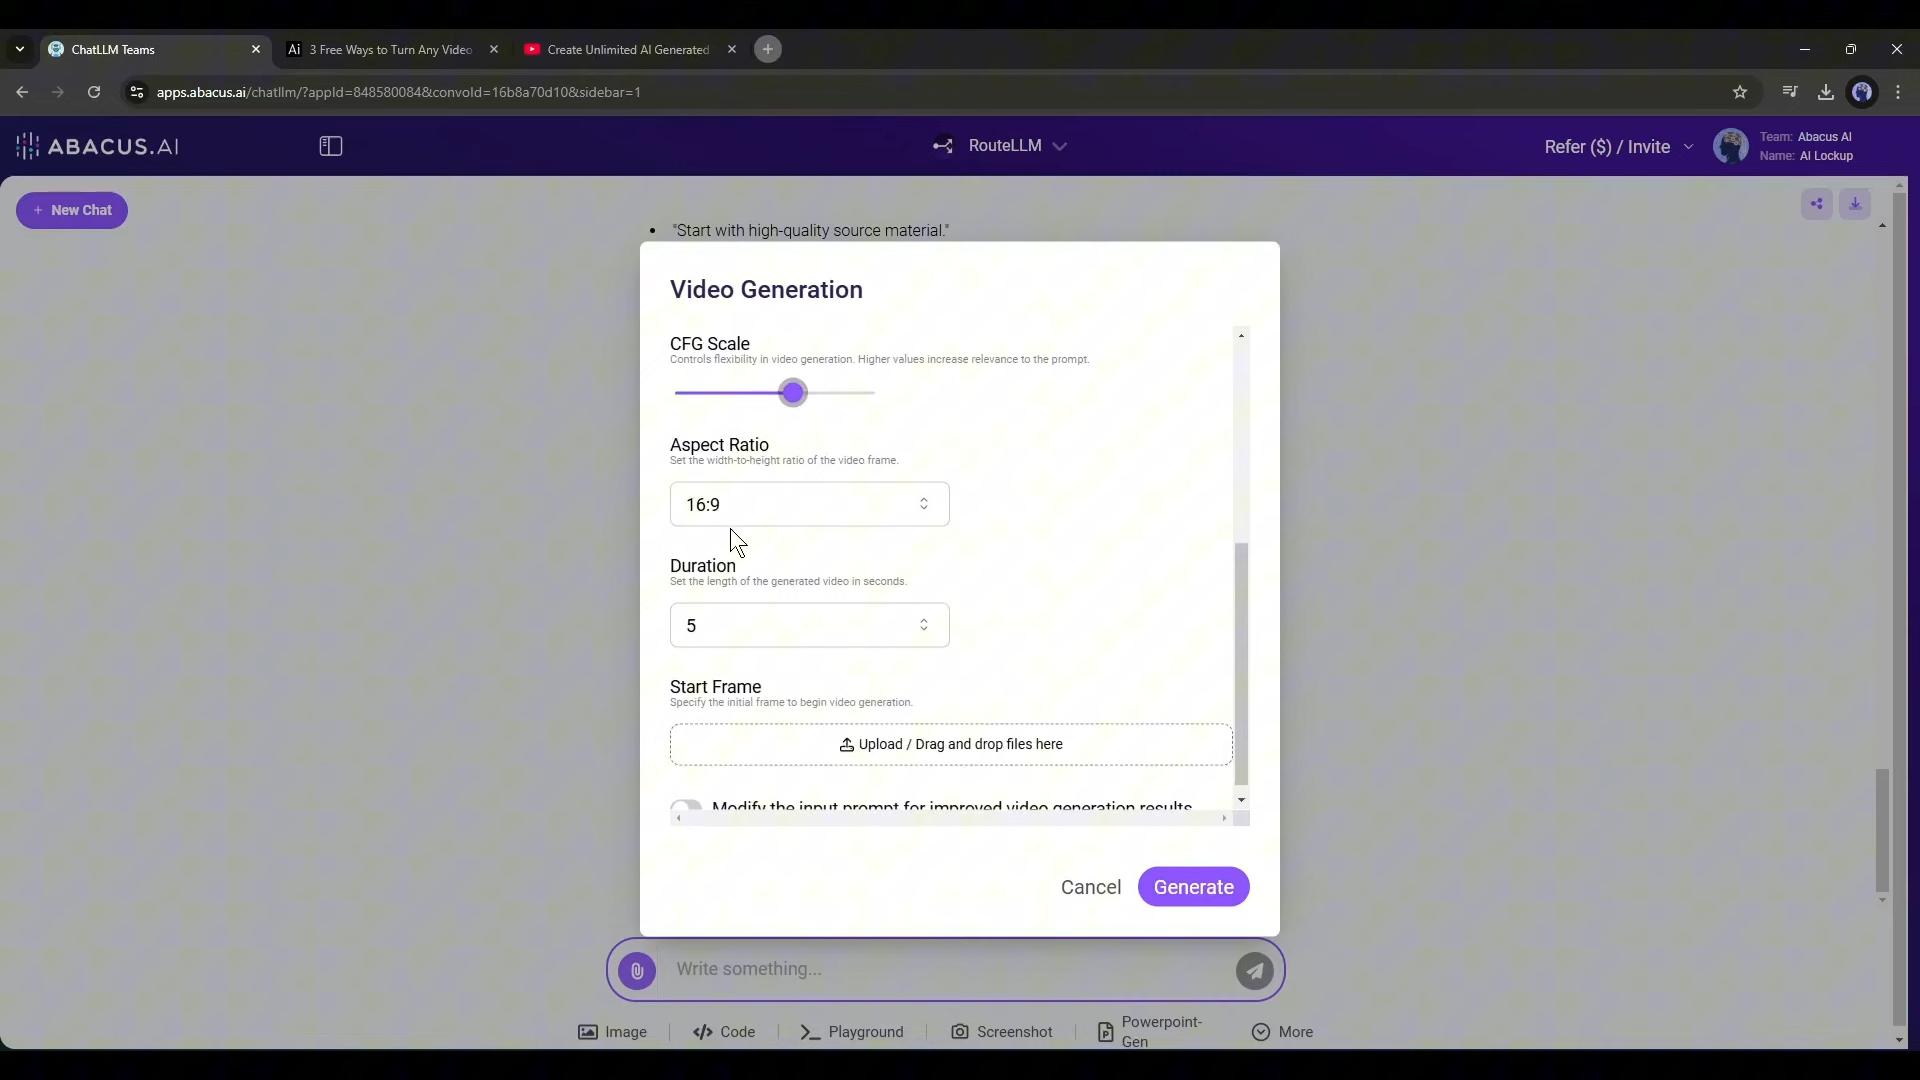 ChatLLM Teams
3 Free Ways to Turn Any Video
Create Unlimited AI Generated
apps.abacus.ai/chatllm/?appId=848580084&convoId=16b8a70d10&sidebar=1
ABACUS.AI
RouteLLM
Refer ($) / Invite
Team: Abacus AI
Name: AI Lockup
+ New Chat
• "Start with high-quality source material."
Video Generation
CFG Scale
Controls flexibility in video generation. Higher values increase relevance to the prompt.
Aspect Ratio
Set the width-to-height ratio of the video frame.
16:9
Duration
Set the length of the generated video in seconds.
5
Start Frame
Specify the initial frame to begin video generation.
Upload / Drag and drop files here
Modify the input prompt for improved video generation results
Cancel
Generate
Write something...
Image
Code
Playground
Screenshot
Powerpoint-
Gen
More